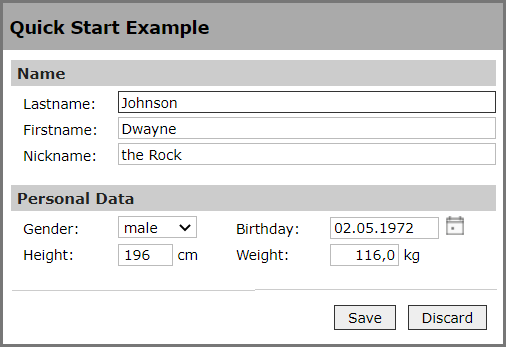 Quick Start Example
Name
Lastname: Johnson
Firstname: Dwayne
Nickname: the Rock
Personal Data
Gender: male Birthday: 02.05.1972
Height: 196 cm Weight: 116,0 kg
Save Discard